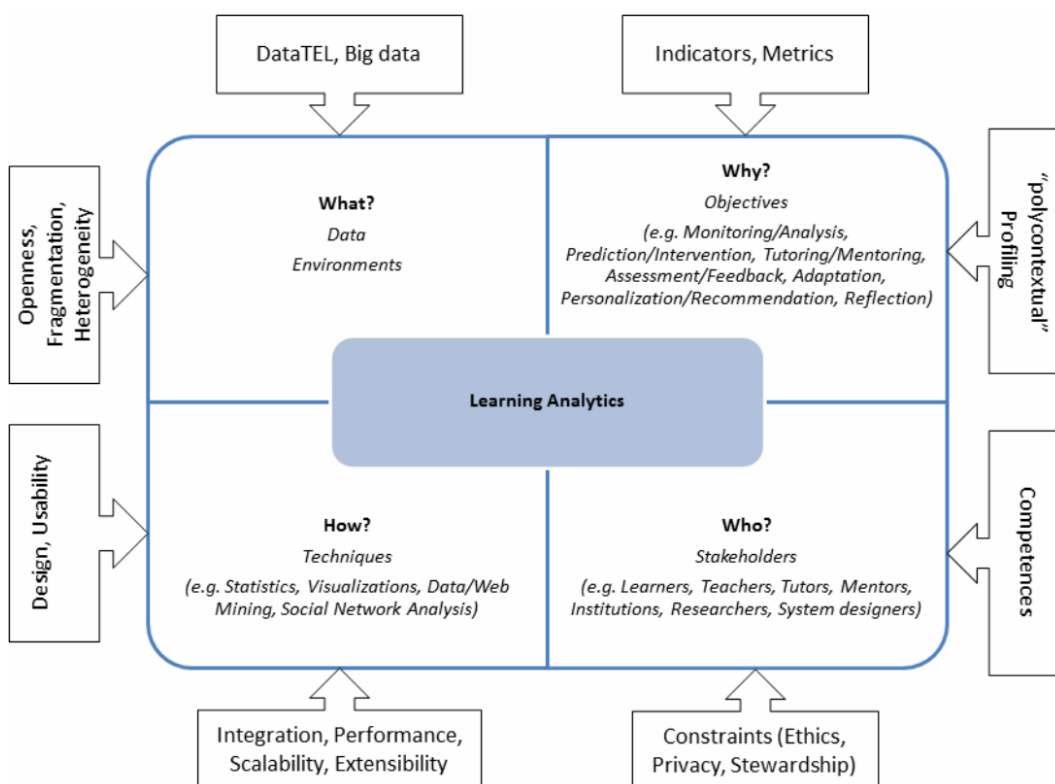 DataTEL, Big data
Indicators, Metrics
Openness,
Fragmentation,
Heterogeneity
What?
Data
Environments
Why?
Objectives
(e.g. Monitoring/Analysis,
Prediction/Intervention, Tutoring/Mentoring,
Assessment/Feedback, Adaptation,
Personalization/Recommendation, Reflection)
“polycontextual”
Profiling
Learning Analytics
Design, Usability
How?
Techniques
(e.g. Statistics, Visualizations, Data/Web
Mining, Social Network Analysis)
Who?
Stakeholders
(e.g. Learners, Teachers, Tutors, Mentors,
Institutions, Researchers, System designers)
Competences
Integration, Performance,
Scalability, Extensibility
Constraints (Ethics,
Privacy, Stewardship)